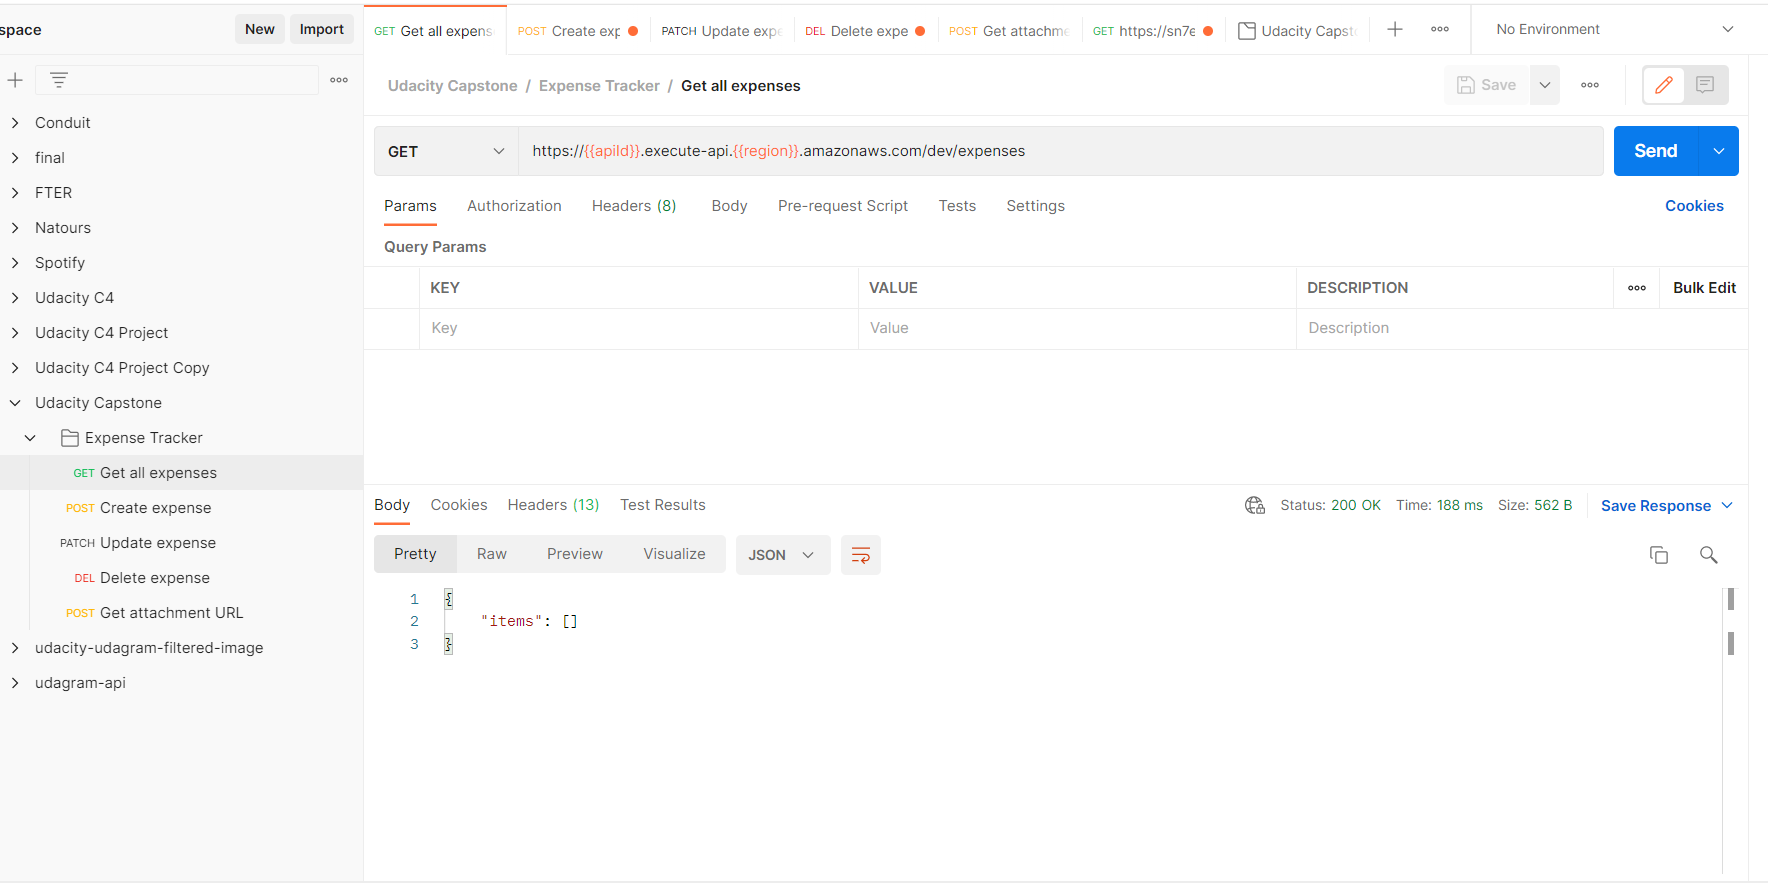 space
New
Import
GET Get all expens
POST Create exp
PATCH Update exp
DEL Delete expe
POST Get attachm
GET https://sn7e
Udacity Capst
No Environment
Conduit
final
FTER
Natours
Spotify
Udacity C4
Udacity C4 Project
Udacity C4 Project Copy
Udacity Capstone
Expense Tracker
GET Get all expenses
POST Create expense
PATCH Update expense
DEL Delete expense
POST Get attachment URL
udacity-udagram-filtered-image
udagram-api
Udacity Capstone / Expense Tracker / Get all expenses
Save
GET
https://{{apiId}}.execute-api.{{region}}.amazonaws.com/dev/expenses
Send
Params Authorization Headers (8) Body Pre-request Script Tests Settings
Cookies
Query Params
KEY VALUE DESCRIPTION
Bulk Edit
Key Value Description
Body Cookies Headers (13) Test Results
Status: 200 OK Time: 188 ms Size: 562 B
Save Response
Pretty Raw Preview Visualize
JSON
1 {
2 "items": []
3 }